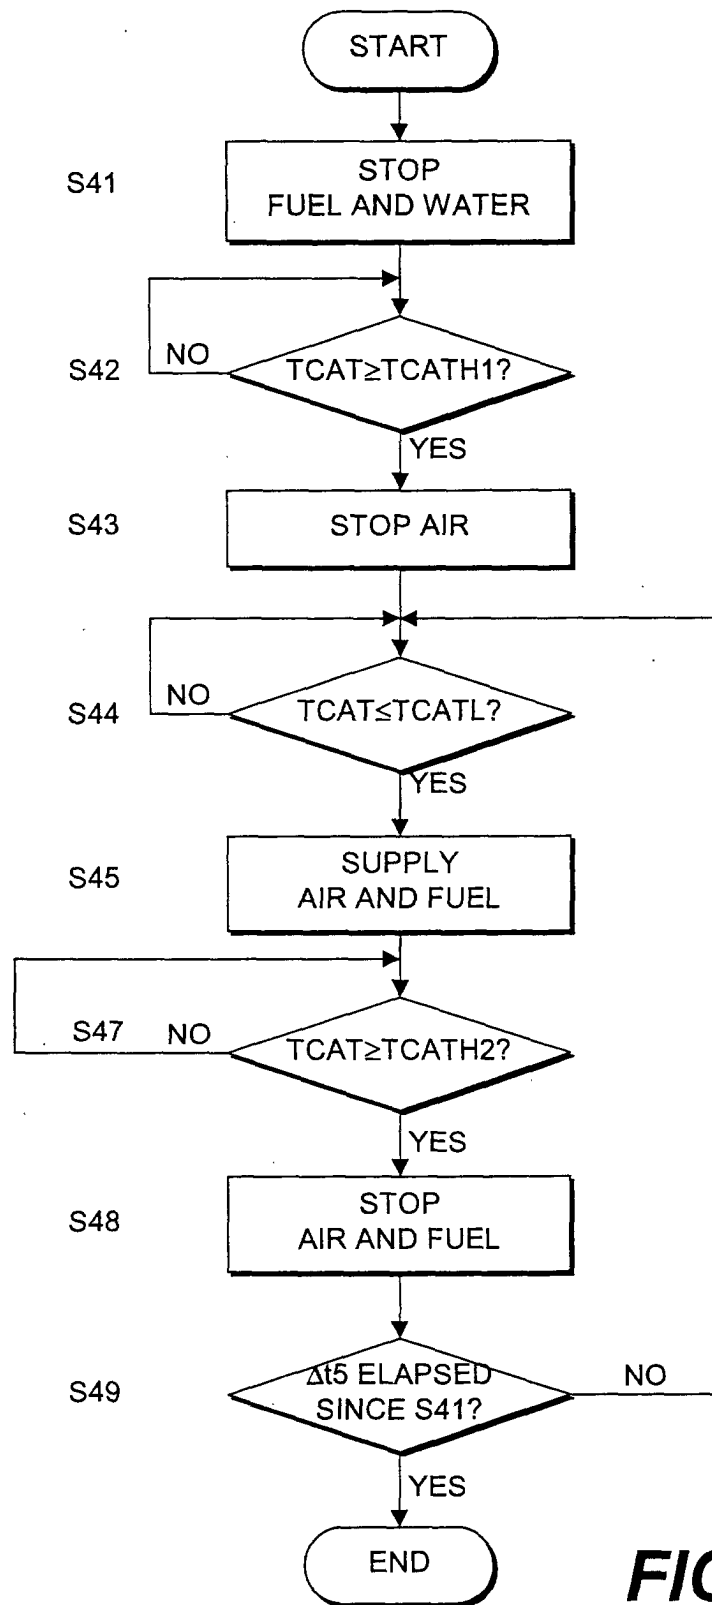 START
S41
STOP
FUEL AND WATER
S42
NO
TCAT≥TCATH1?
YES
S43
STOP AIR
S44
NO
TCAT≤TCATL?
YES
S45
SUPPLY
AIR AND FUEL
S47
NO
TCAT≥TCATH2?
YES
S48
STOP
AIR AND FUEL
S49
Δt5 ELAPSED
SINCE S41?
NO
YES
END